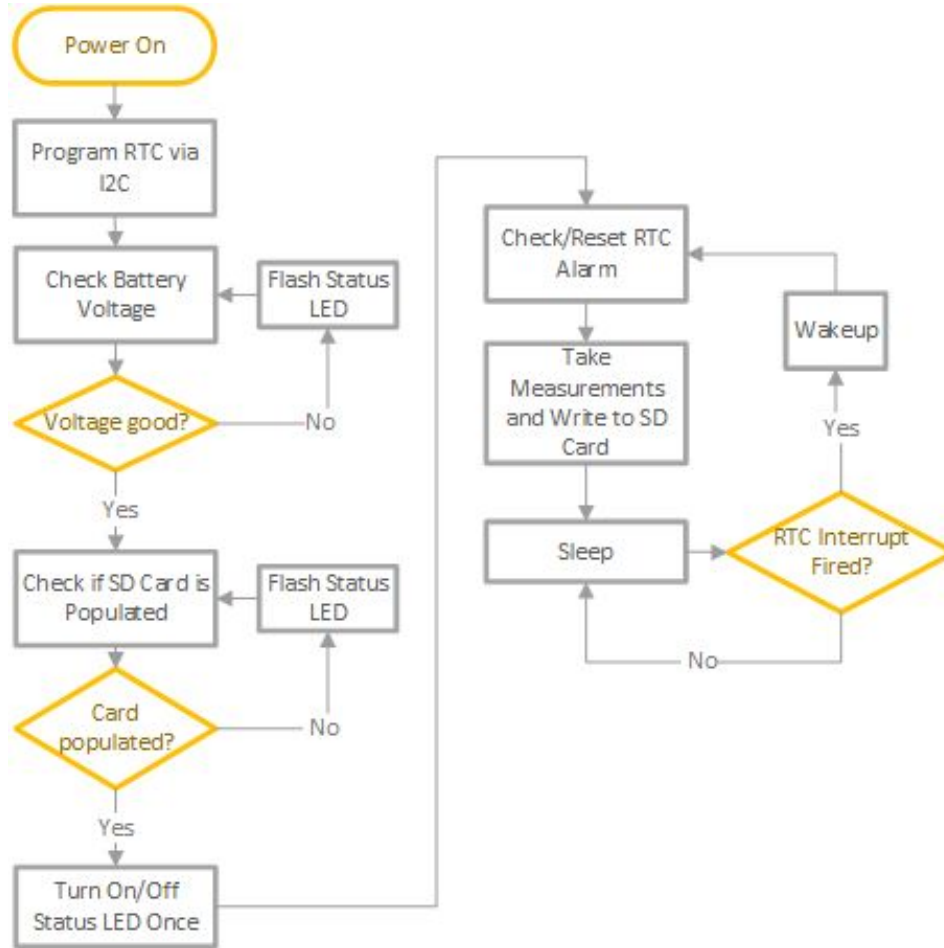 Power On
Program RTC via
I2C
Check Battery
Voltage
Flash Status
LED
Voltage good?
No
Yes
Check if SD Card is
Populated
Flash Status
LED
Card
populated?
No
Yes
Turn On/Off
Status LED Once
Check/Reset RTC
Alarm
Take
Measurements
and Write to SD
Card
Sleep
RTC Interrupt
Fired?
Yes
Wakeup
No